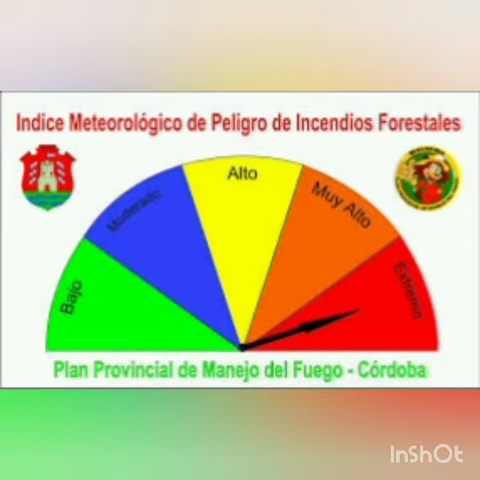 Indice Meteorológico de Peligro de Incendios Forestales
Bajo
Moderado
Alto
Muy Alto
Extremo
Plan Provincial de Manejo del Fuego - Córdoba
InShOt